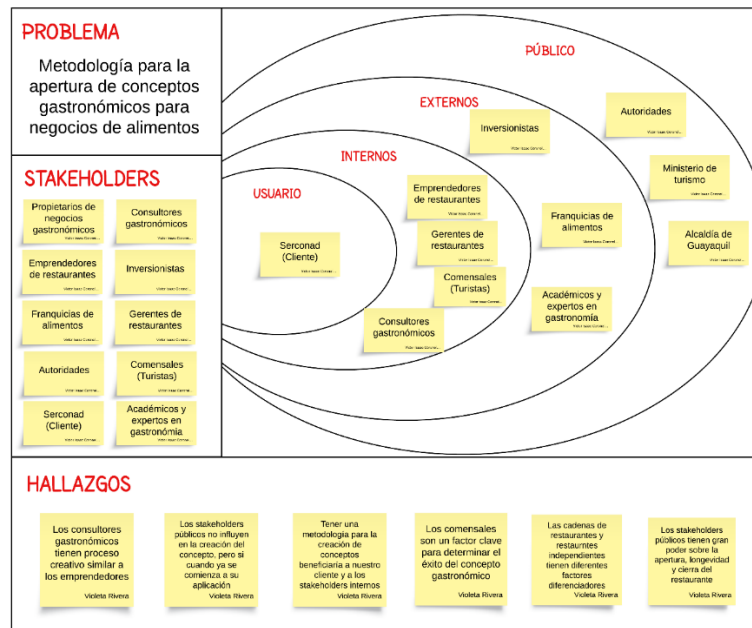 PROBLEMA
Metodología para la
apertura de conceptos
gastronómicos para
negocios de alimentos
STAKEHOLDERS
Propietarios de
negocios
gastronómicos
Consultores
gastronómicos
Emprendedores
de restaurantes
Inversionistas
Franquicias de
alimentos
Gerentes de
restaurantes
Autoridades
Comensales
(Turistas)
Serconad
(Cliente)
Académicos y
expertos en
gastronómia
USUARIO
Serconad
(Cliente)
INTERNOS
Emprendedores
de restaurantes
Gerentes de
restaurantes
Comensales
(Turistas)
Consultores
gastronómicos
EXTERNOS
Inversionistas
Franquicias de
alimentos
Académicos y
expertos en
gastronomía
PÚBLICO
Autoridades
Ministerio de
turismo
Alcaldía de
Guayaquil
HALLAZGOS
Los consultores
gastronómicos
tienen proceso
creativo similar a
los emprendedores
Violeta Rivera
Los stakeholders
públicos no influyen
en la creación del
concepto, pero si
cuando ya se
comienza a su
aplicación
Violeta Rivera
Tener una
metodología para la
creación de
conceptos
beneficiaría a nuestro
cliente y a los
stakeholders internos
Violeta Rivera
Los comensales
son un factor clave
para determinar el
éxito del concepto
gastronómico
Violeta Rivera
Las cadenas de
restaurantes y
restaurntes
independientes
tienen diferentes
factores
diferenciadores
Violeta Rivera
Los stakeholders
públicos tienen gran
poder sobre la
apertura, longevidad
y cierra del
restaurante
Violeta Rivera